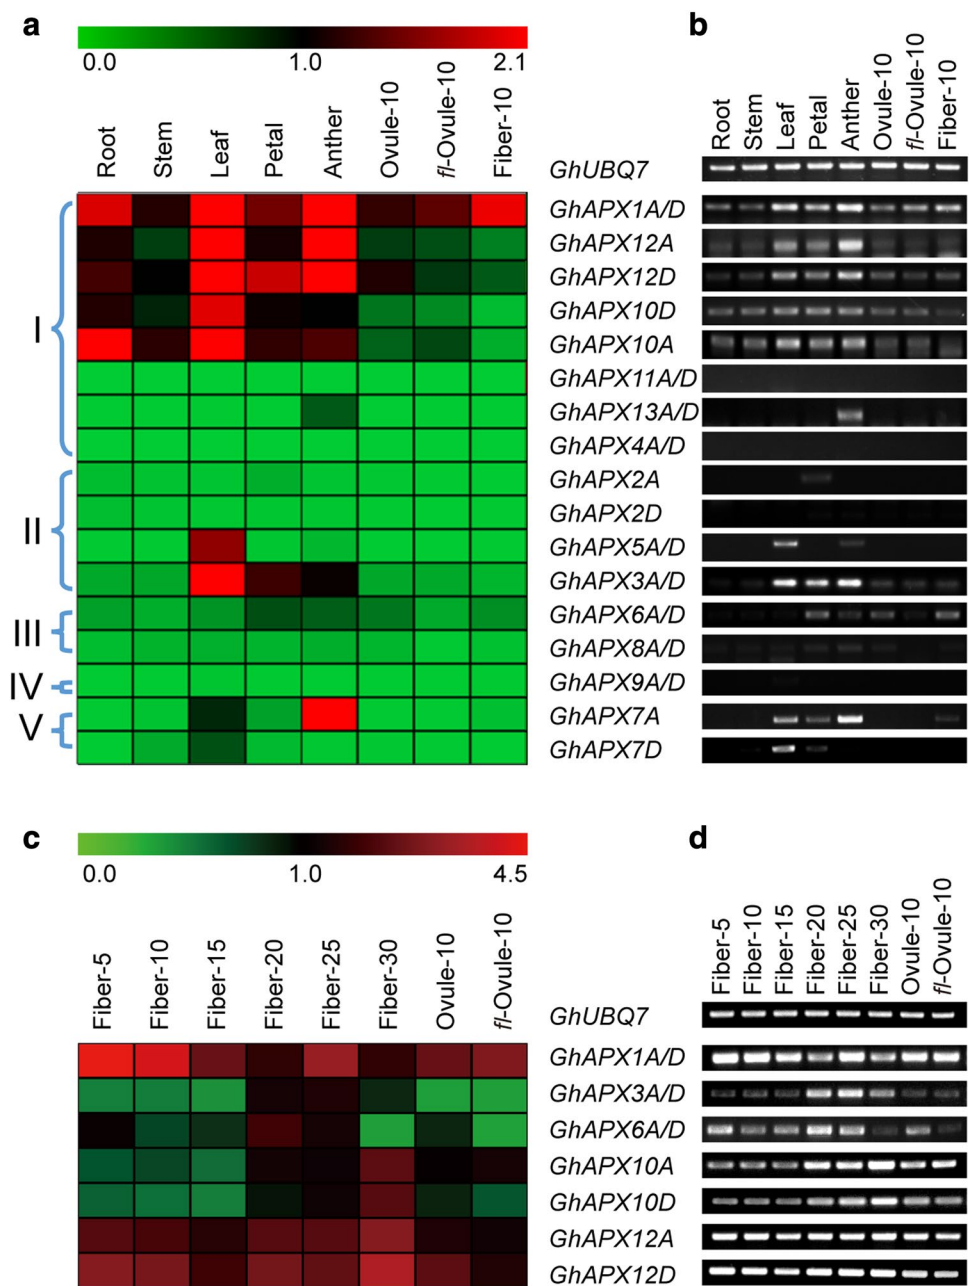 a
0.0 1.0 2.1
Root Stem Leaf Petal Anther Ovule-10 fl-Ovule-10 Fiber-10
I
II
III
IV
V
b
Root Stem Leaf Petal Anther Ovule-10 fl-Ovule-10 Fiber-10
GhUBQ7
GhAPX1A/D
GhAPX12A
GhAPX12D
GhAPX10D
GhAPX10A
GhAPX11A/D
GhAPX13A/D
GhAPX4A/D
GhAPX2A
GhAPX2D
GhAPX5A/D
GhAPX3A/D
GhAPX6A/D
GhAPX8A/D
GhAPX9A/D
GhAPX7A
GhAPX7D
c
0.0 1.0 4.5
Fiber-5 Fiber-10 Fiber-15 Fiber-20 Fiber-25 Fiber-30 Ovule-10 fl-Ovule-10
d
Fiber-5 Fiber-10 Fiber-15 Fiber-20 Fiber-25 Fiber-30 Ovule-10 fl-Ovule-10
GhUBQ7
GhAPX1A/D
GhAPX3A/D
GhAPX6A/D
GhAPX10A
GhAPX10D
GhAPX12A
GhAPX12D